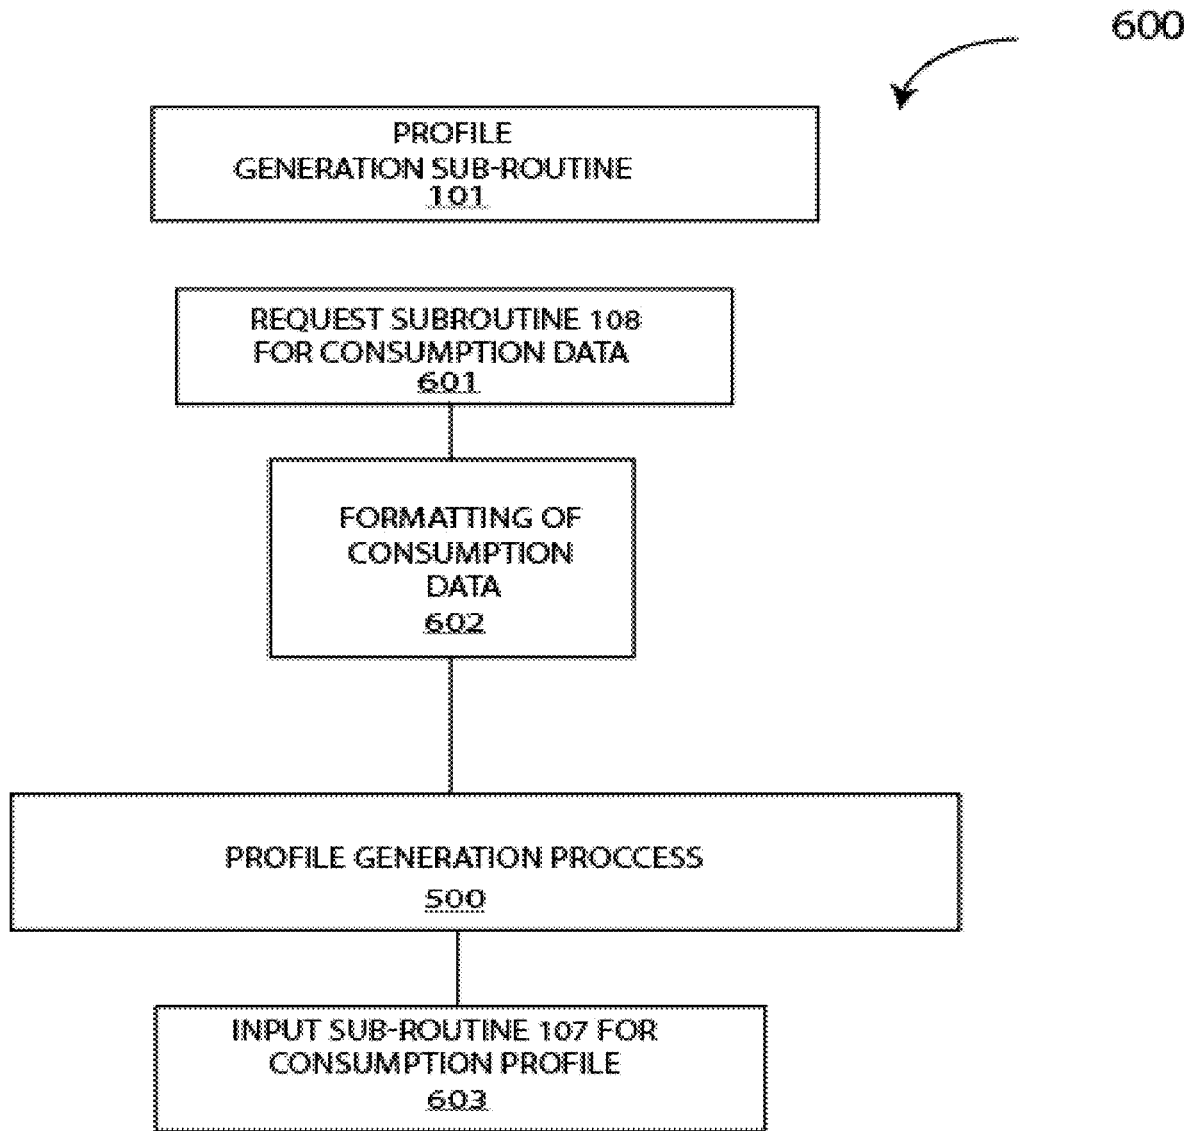 600
PROFILE
GENERATION SUB-ROUTINE
101
REQUEST SUBROUTINE 108
FOR CONSUMPTION DATA
601
FORMATTING OF
CONSUMPTION
DATA
602
PROFILE GENERATION PROCCESS
500
INPUT SUB-ROUTINE 107 FOR
CONSUMPTION PROFILE
603